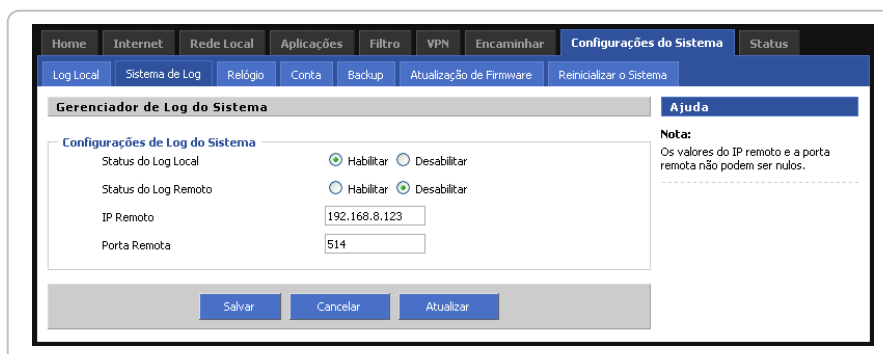 Home Internet Rede Local Aplicações Filtro VPN Encaminhar Configurações do Sistema Status
Log Local Sistema de Log Relógio Conta Backup Atualização de Firmware Reinicializar o Sistema
Gerenciador de Log do Sistema
Configurações de Log do Sistema
Status do Log Local Habilitar Desabilitar
Status do Log Remoto Habilitar Desabilitar
IP Remoto 192.168.8.123
Porta Remota 514
Salvar Cancelar Atualizar
Ajuda
Nota:
Os valores do IP remoto e a porta
remota não podem ser nulos.